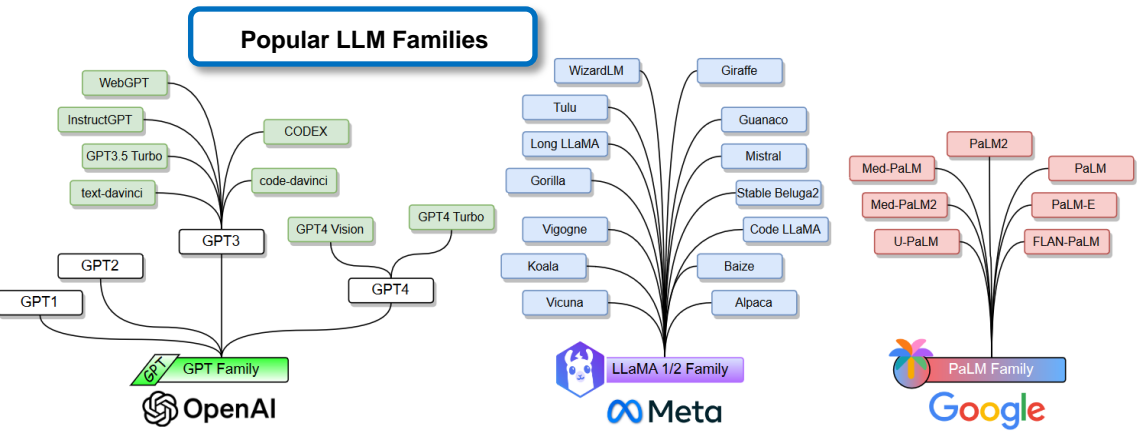 Popular LLM Families
WebGPT
InstructGPT
CODEX
GPT3.5 Turbo
text-davinci
code-davinci
GPT3
GPT4 Vision
GPT4 Turbo
GPT2
GPT4
GPT1
GPT
GPT Family
OpenAI
WizardLM
Giraffe
Tulu
Guanaco
Long LLaMA
Mistral
Gorilla
Stable Beluga2
Vigogne
Code LLaMA
Koala
Baize
Vicuna
Alpaca
LLaMA 1/2 Family
Meta
PaLM2
Med-PaLM
PaLM
Med-PaLM2
PaLM-E
U-PaLM
FLAN-PaLM
PaLM Family
Google